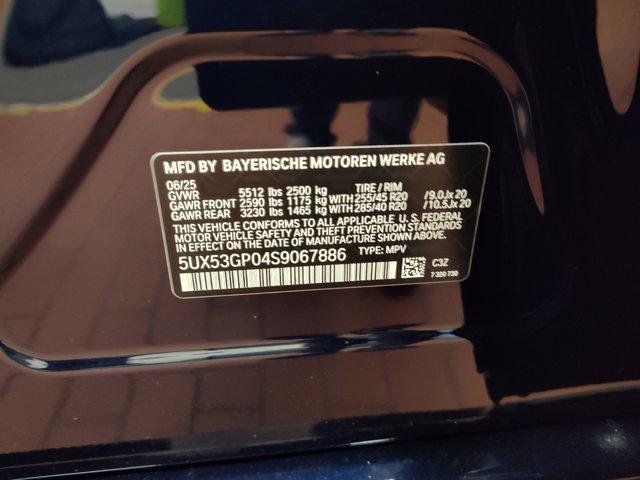 MFD BY BAYERISCHE MOTOREN WERKE AG
06/25
GVWR 5512 lbs 2500 kg TIRE / RIM
GAWR FRONT 2590 lbs 1175 kg WITH 255/45 R20 /9.0Jx 20
GAWR REAR 3230 lbs 1465 kg WITH 285/40 R20 /10.5Jx 20
THIS VEHICLE CONFORMS TO ALL APPLICABLE U. S. FEDERAL
MOTOR VEHICLE SAFETY, BUMPER,
AND THEFT PREVENTION STANDARDS IN EFFECT ON THE DATE OF
MANUFACTURE SHOWN ABOVE.
5UX53GP04S9067886 TYPE: MPV
C3Z
7 320 730